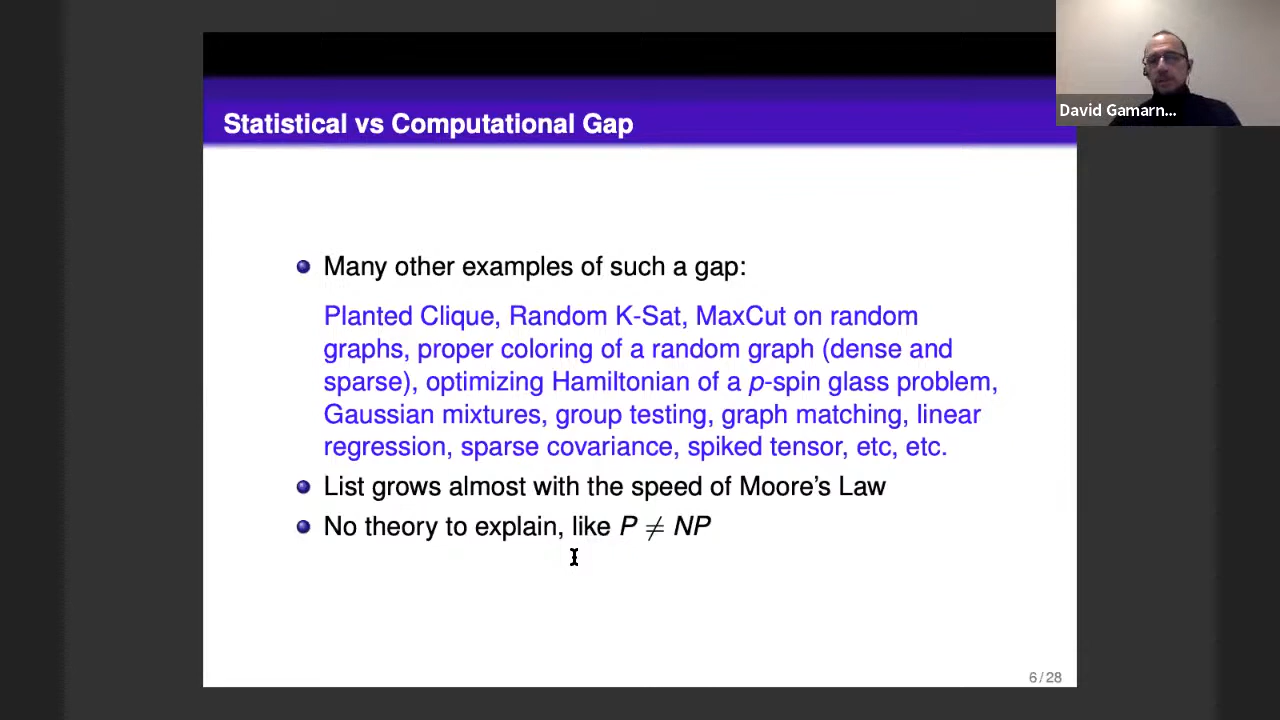 Statistical vs Computational Gap
David Gamarn...
Many other examples of such a gap:
Planted Clique, Random K-Sat, MaxCut on random
graphs, proper coloring of a random graph (dense and
sparse), optimizing Hamiltonian of a p-spin glass problem,
Gaussian mixtures, group testing, graph matching, linear
regression, sparse covariance, spiked tensor, etc, etc.
List grows almost with the speed of Moore's Law
No theory to explain, like P ≠ NP
6 / 28